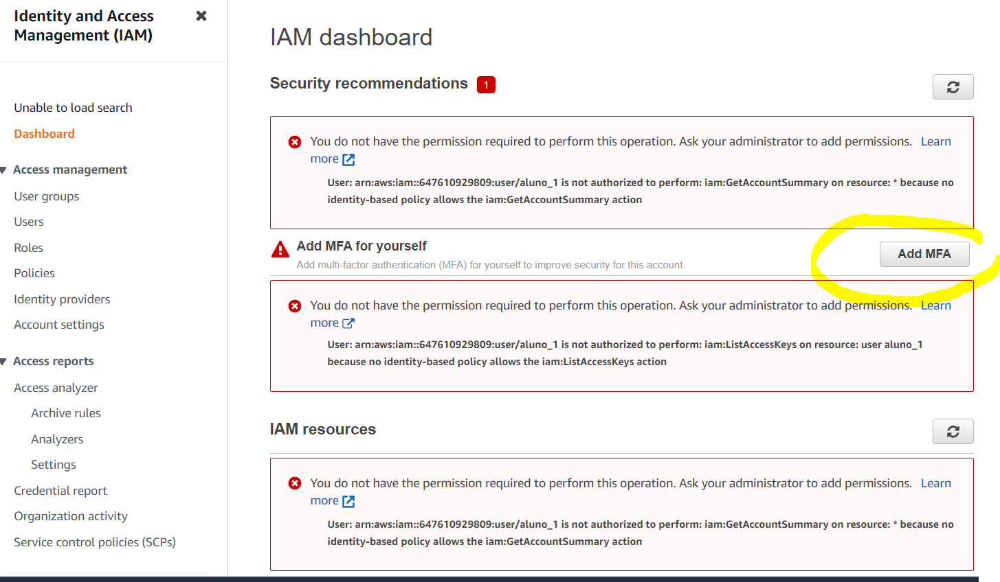 Identity and Access
Management (IAM)
Unable to load search
Dashboard
Access management
User groups
Users
Roles
Policies
Identity providers
Account settings
Access reports
Access analyzer
Archive rules
Analyzers
Settings
Credential report
Organization activity
Service control policies (SCPs)
IAM dashboard
Security recommendations 1
You do not have the permission required to perform this operation. Ask your administrator to add permissions. Learn
more
User: arn:aws:iam::647610929809:user/aluno_1 is not authorized to perform: iam:GetAccountSummary on resource: * because no
identity-based policy allows the iam:GetAccountSummary action
Add MFA for yourself
Add multi-factor authentication (MFA) for yourself to improve security for this account.
Add MFA
You do not have the permission required to perform this operation. Ask your administrator to add permissions. Learn
more
User: arn:aws:iam::647610929809:user/aluno_1 is not authorized to perform: iam:ListAccessKeys on resource: user aluno_1
because no identity-based policy allows the iam:ListAccessKeys action
IAM resources
You do not have the permission required to perform this operation. Ask your administrator to add permissions. Learn
more
User: arn:aws:iam::647610929809:user/aluno_1 is not authorized to perform: iam:GetAccountSummary on resource: * because no
identity-based policy allows the iam:GetAccountSummary action